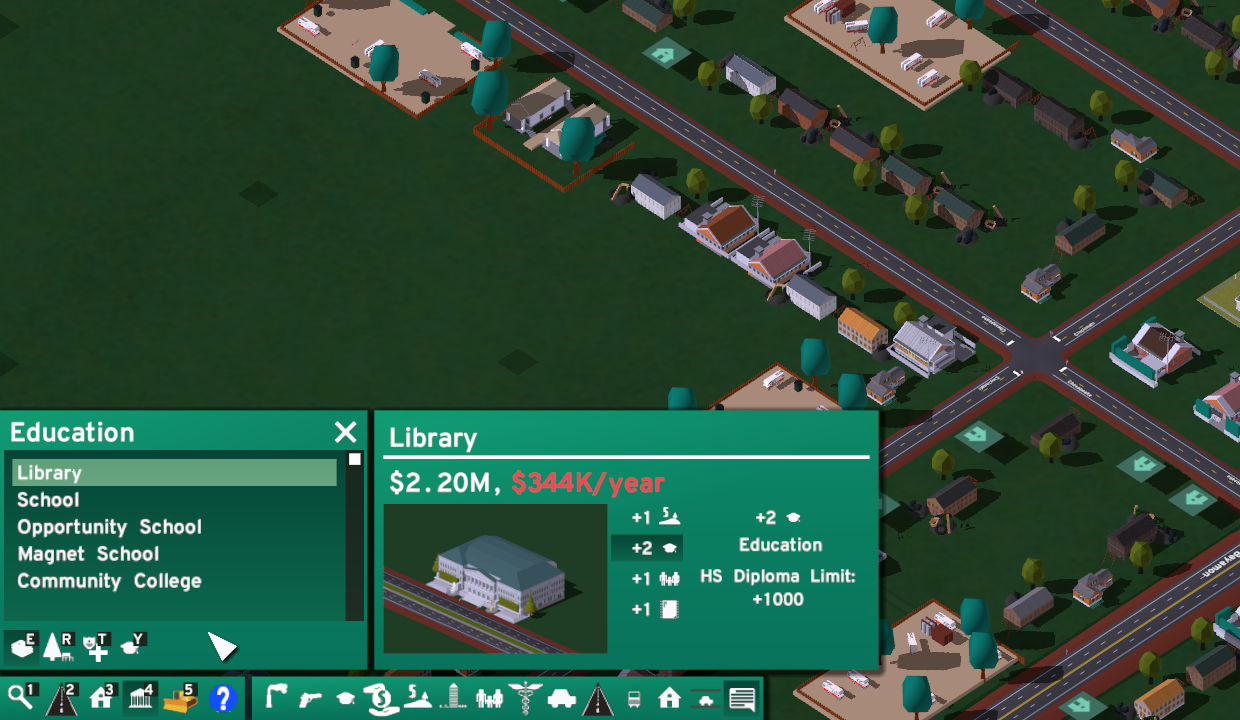 Education
Library
School
Opportunity School
Magnet School
Community College
E R T Y
Library
$2.20M, $344K/year
+1
+2
+1
+1
+2
Education
HS Diploma Limit:
+1000
Bayamon
1 2 3 4 5 ?